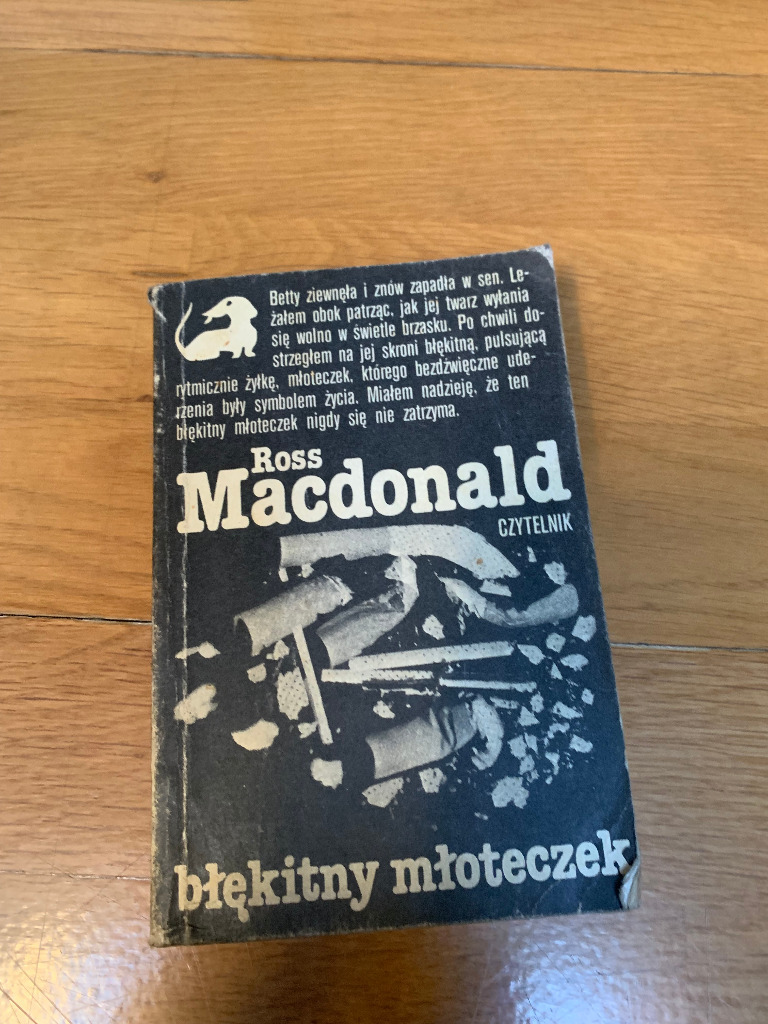 Betty ziewnęła i znów zapadła w sen. Le-
żałem obok patrząc, jak jej twarz wyłania
się wolno w świetle brzasku. Po chwili do-
strzegłem na jej skroni błękitną, pulsującą
rytmicznie żyłkę, młoteczek, którego bezdźwięczne ude-
rzenia były symbolem życia. Miałem nadzieję, że ten
błękitny młoteczek nigdy się nie zatrzyma.
Ross
Macdonald
CZYTELNIK
błękitny młoteczek